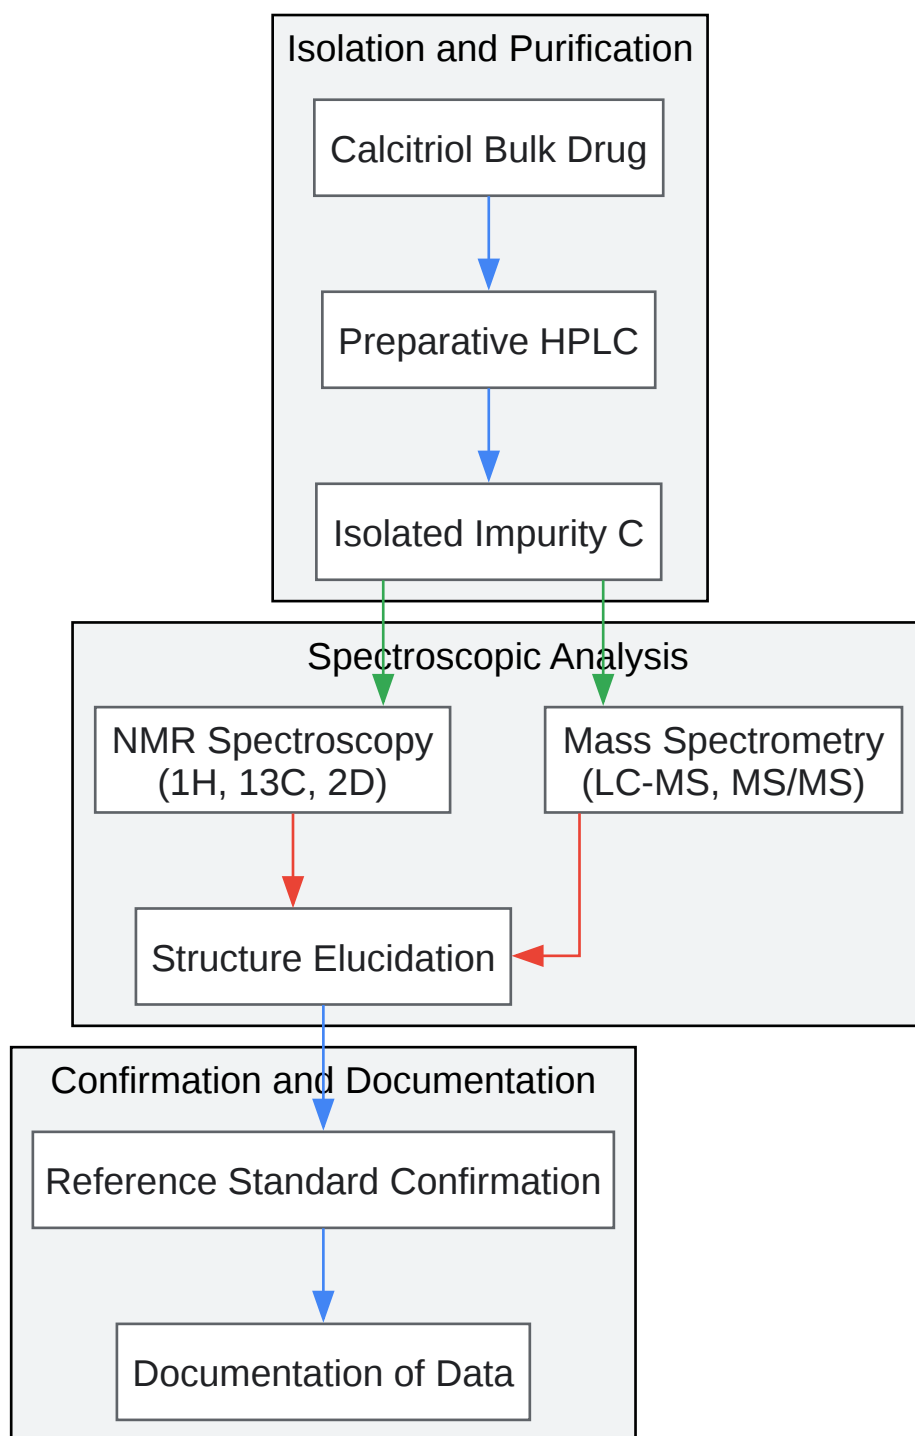 Isolation and Purification
Calcitriol Bulk Drug
Preparative HPLC
Isolated Impurity C
Spectroscopic Analysis
NMR Spectroscopy
(1H, 13C, 2D)
Mass Spectrometry
(LC-MS, MS/MS)
Structure Elucidation
Confirmation and Documentation
Reference Standard Confirmation
Documentation of Data